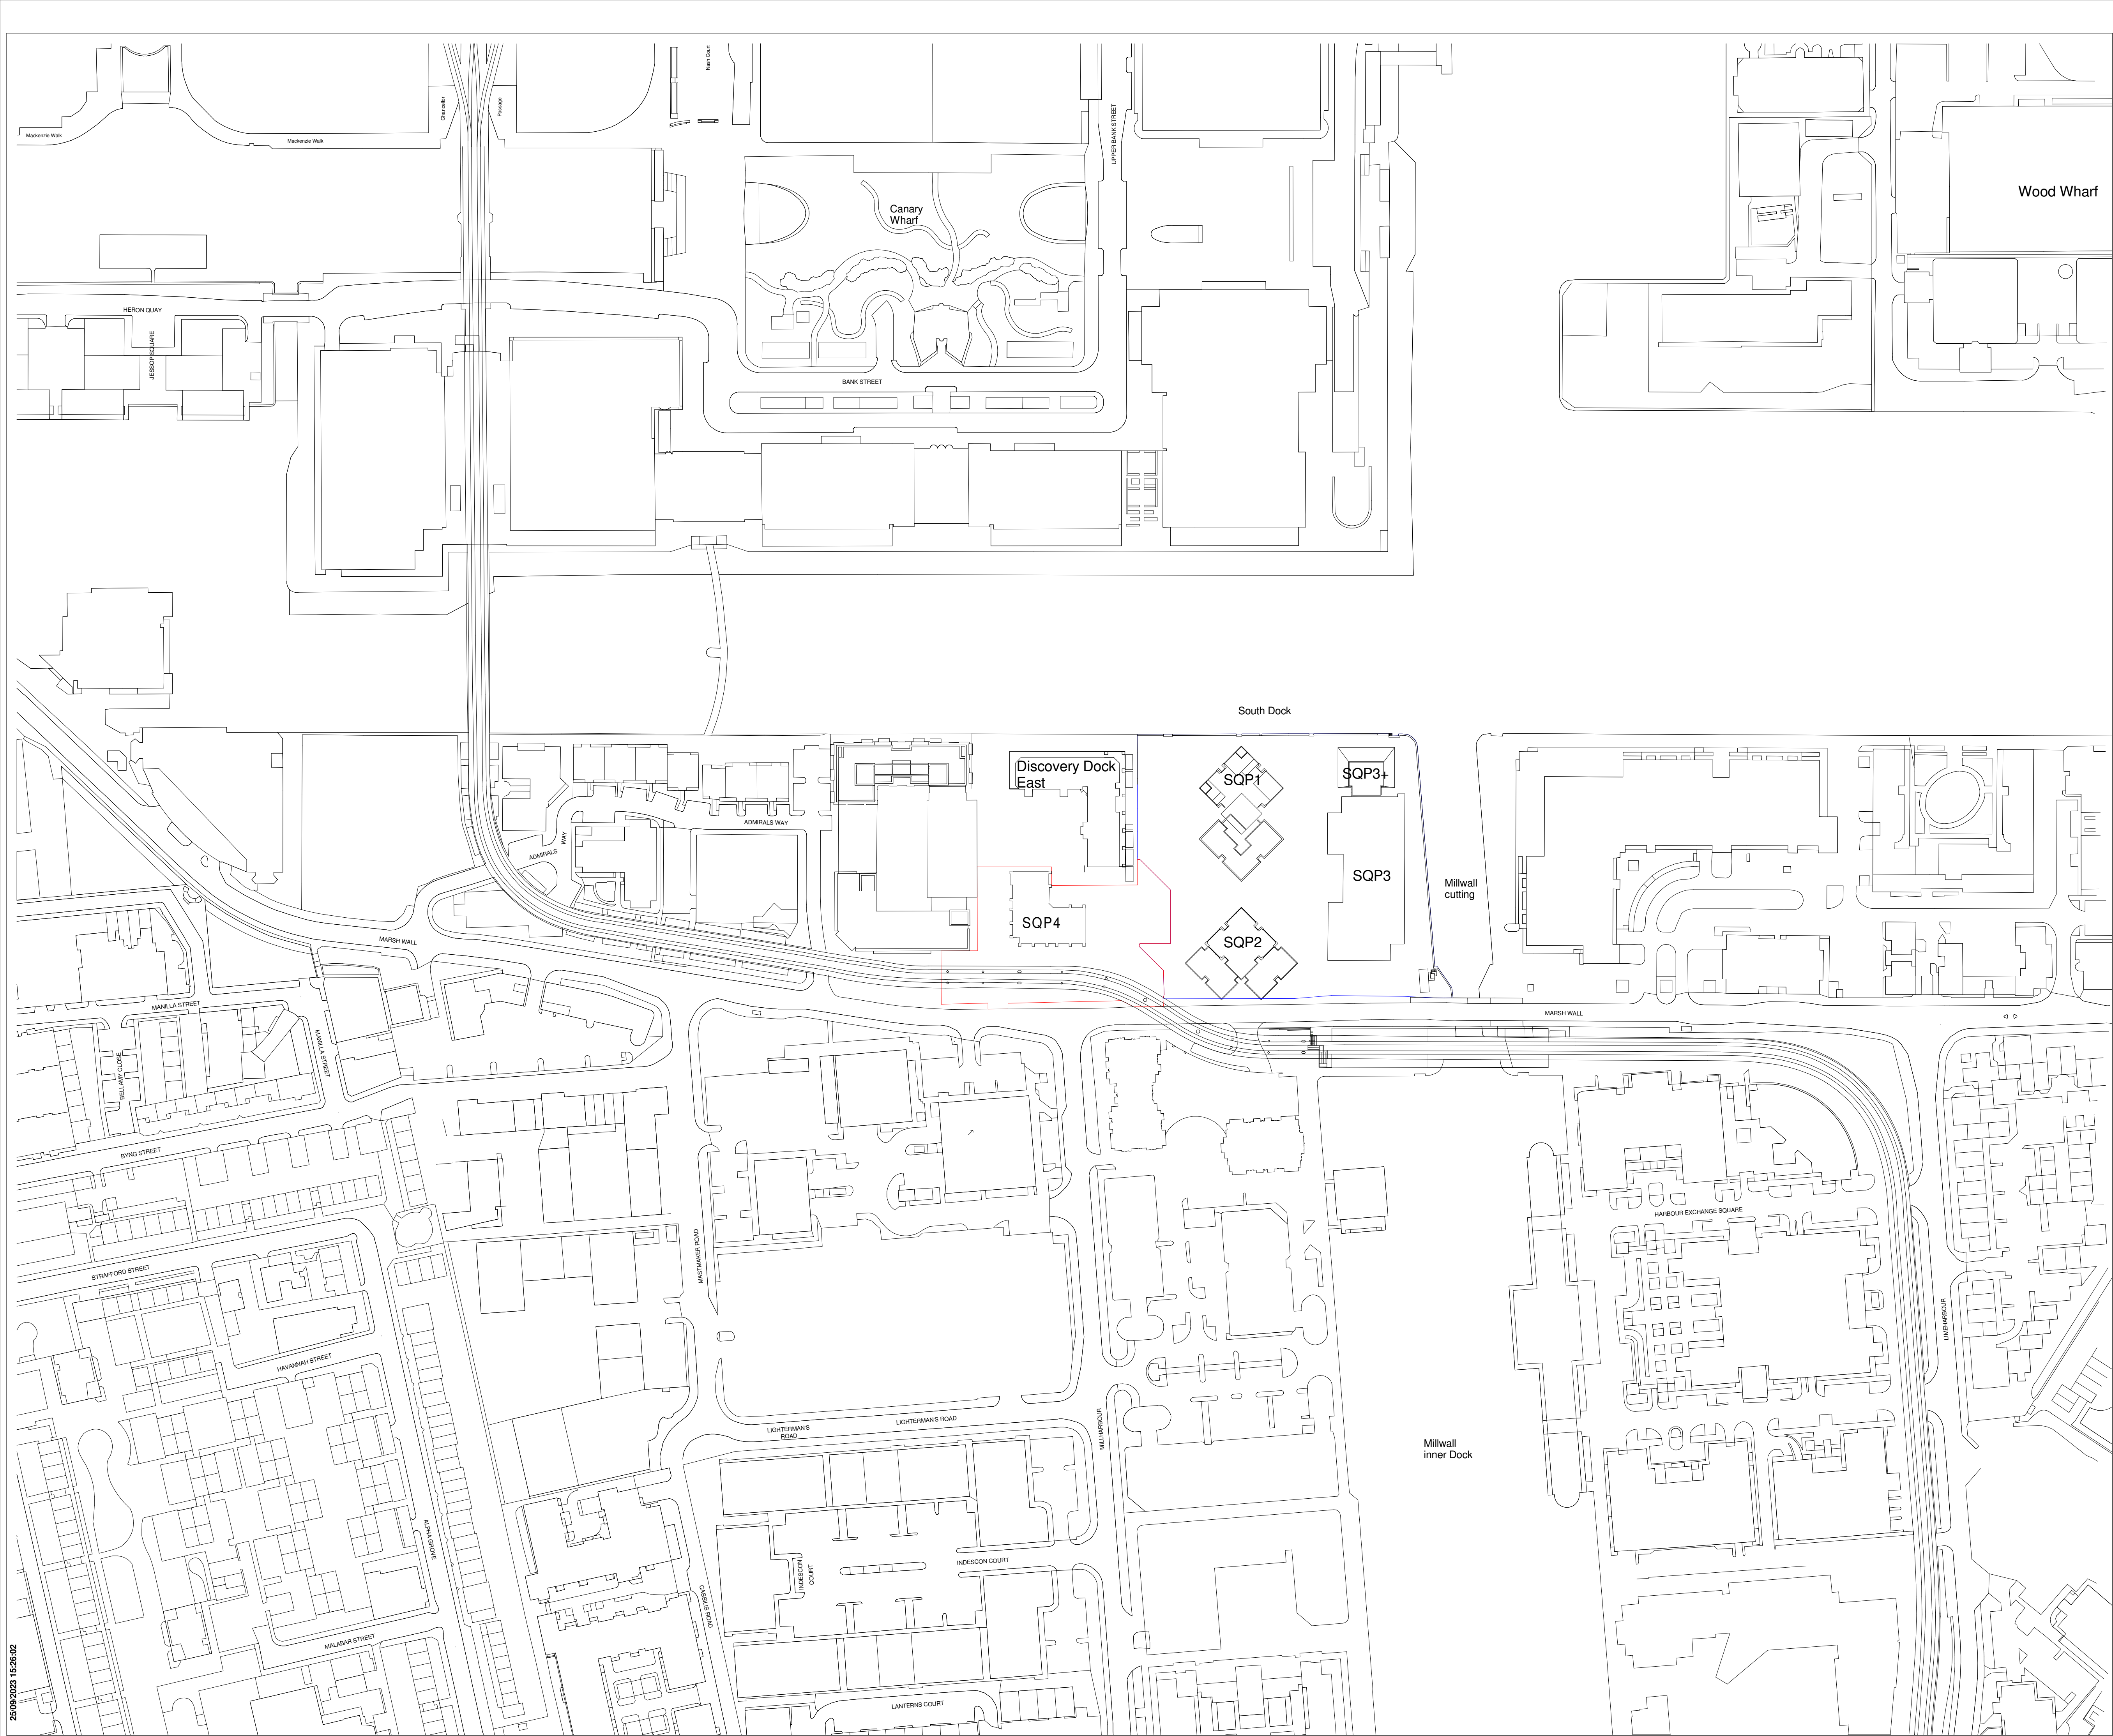 Nash Court
Chancellor
Passage
Mackenzie Walk
Mackenzie Walk
UPPER BANK STREET
Wood Wharf
Canary
Wharf
HERON QUAY
JESSOP SQUARE
BANK STREET
South Dock
Discovery Dock
East
SQP1
SQP3+
ADMIRALS WAY
WAY
ADMIRALS
SQP3
Millwall
cutting
SQP4
SQP2
MARSH WALL
MANILLA STREET
MARSH WALL
MANILLA STREET
BELLAMY CLOSE
BYNG STREET
HARBOUR EXCHANGE SQUARE
MASTMAKER ROAD
STRAFFORD STREET
LIMEHARBOUR
HAVANNAH STREET
LIGHTERMAN'S ROAD
LIGHTERMAN'S
ROAD
MILLHARBOUR
Millwall
inner Dock
ALPHA GROVE
INDESCON COURT
INDESCON
COURT
CASSILIS ROAD
MALABAR STREET
LANTERNS COURT
25/09/2023 15:26:02